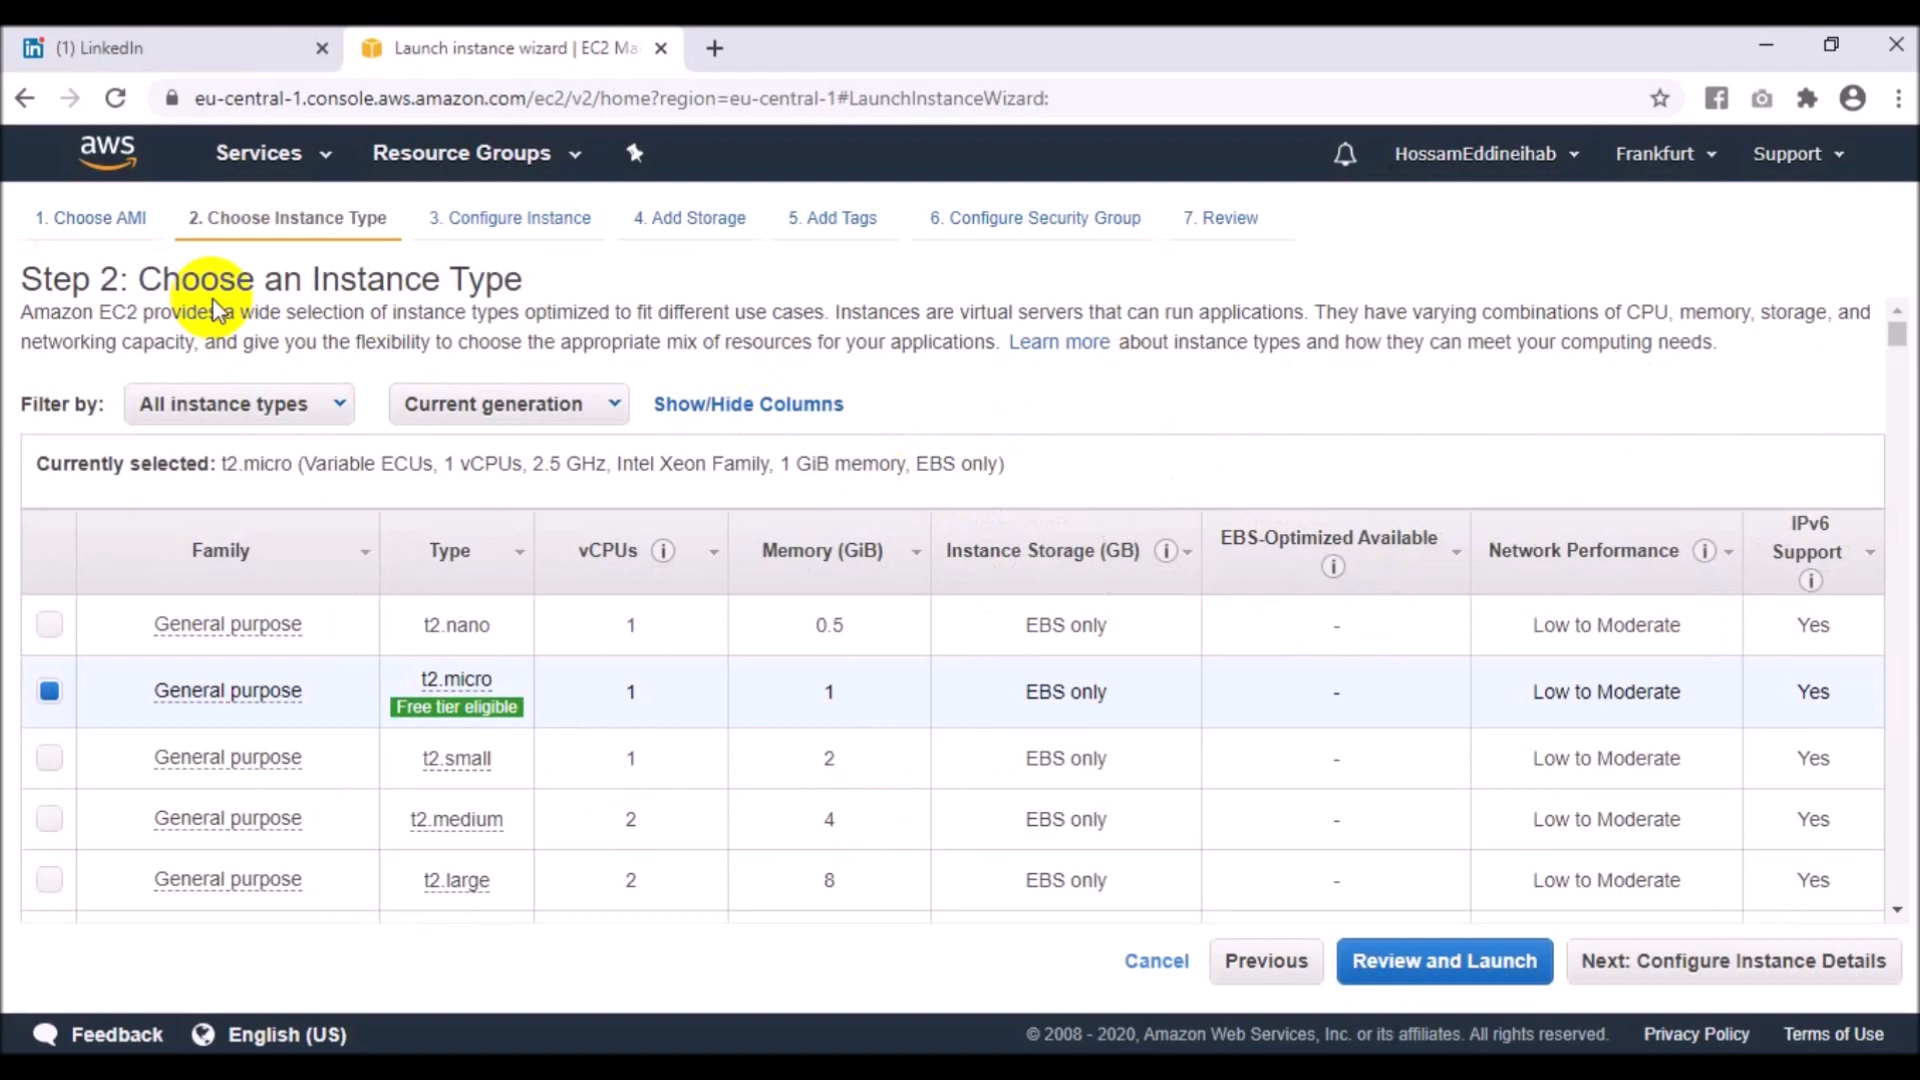 (1) LinkedIn
Launch instance wizard | EC2 Ma
eu-central-1.console.aws.amazon.com/ec2/v2/home?region=eu-central-1#LaunchInstanceWizard:
aws Services Resource Groups HossamEddineihab Frankfurt Support
1. Choose AMI 2. Choose Instance Type 3. Configure Instance 4. Add Storage 5. Add Tags 6. Configure Security Group 7. Review
Step 2: Choose an Instance Type
Amazon EC2 provides a wide selection of instance types optimized to fit different use cases. Instances are virtual servers that can run applications. They have varying combinations of CPU, memory, storage, and
networking capacity, and give you the flexibility to choose the appropriate mix of resources for your applications. Learn more about instance types and how they can meet your computing needs.
Filter by: All instance types Current generation Show/Hide Columns
Currently selected: t2.micro (Variable ECUs, 1 vCPUs, 2.5 GHz, Intel Xeon Family, 1 GiB memory, EBS only)
Family Type vCPUs Memory (GiB) Instance Storage (GB) EBS-Optimized Available Network Performance IPv6 Support
General purpose t2.nano 1 0.5 EBS only - Low to Moderate Yes
General purpose t2.micro Free tier eligible 1 1 EBS only - Low to Moderate Yes
General purpose t2.small 1 2 EBS only - Low to Moderate Yes
General purpose t2.medium 2 4 EBS only - Low to Moderate Yes
General purpose t2.large 2 8 EBS only - Low to Moderate Yes
Cancel Previous Review and Launch Next: Configure Instance Details
Feedback English (US) © 2008 - 2020, Amazon Web Services, Inc. or its affiliates. All rights reserved. Privacy Policy Terms of Use